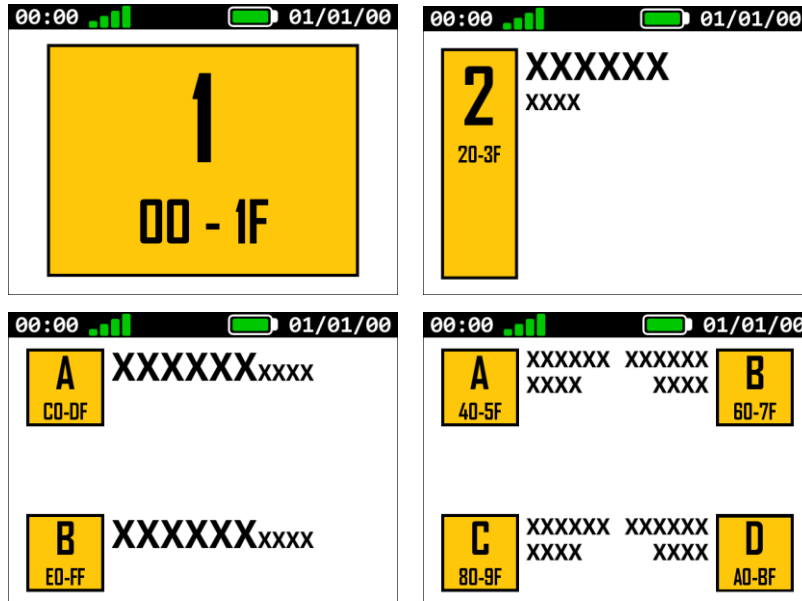 00:00 01/01/00
1
00 - 1F
00:00 01/01/00
2
20-3F
XXXXXX
XXXX
00:00 01/01/00
A
C0-DF
XXXXXXXXXX
B
E0-FF
XXXXXXXXXX
00:00 01/01/00
A
40-5F
XXXXXX XXXXXX
XXXX XXXX
B
60-7F
C
80-9F
XXXXXX XXXXXX
XXXX XXXX
D
A0-BF